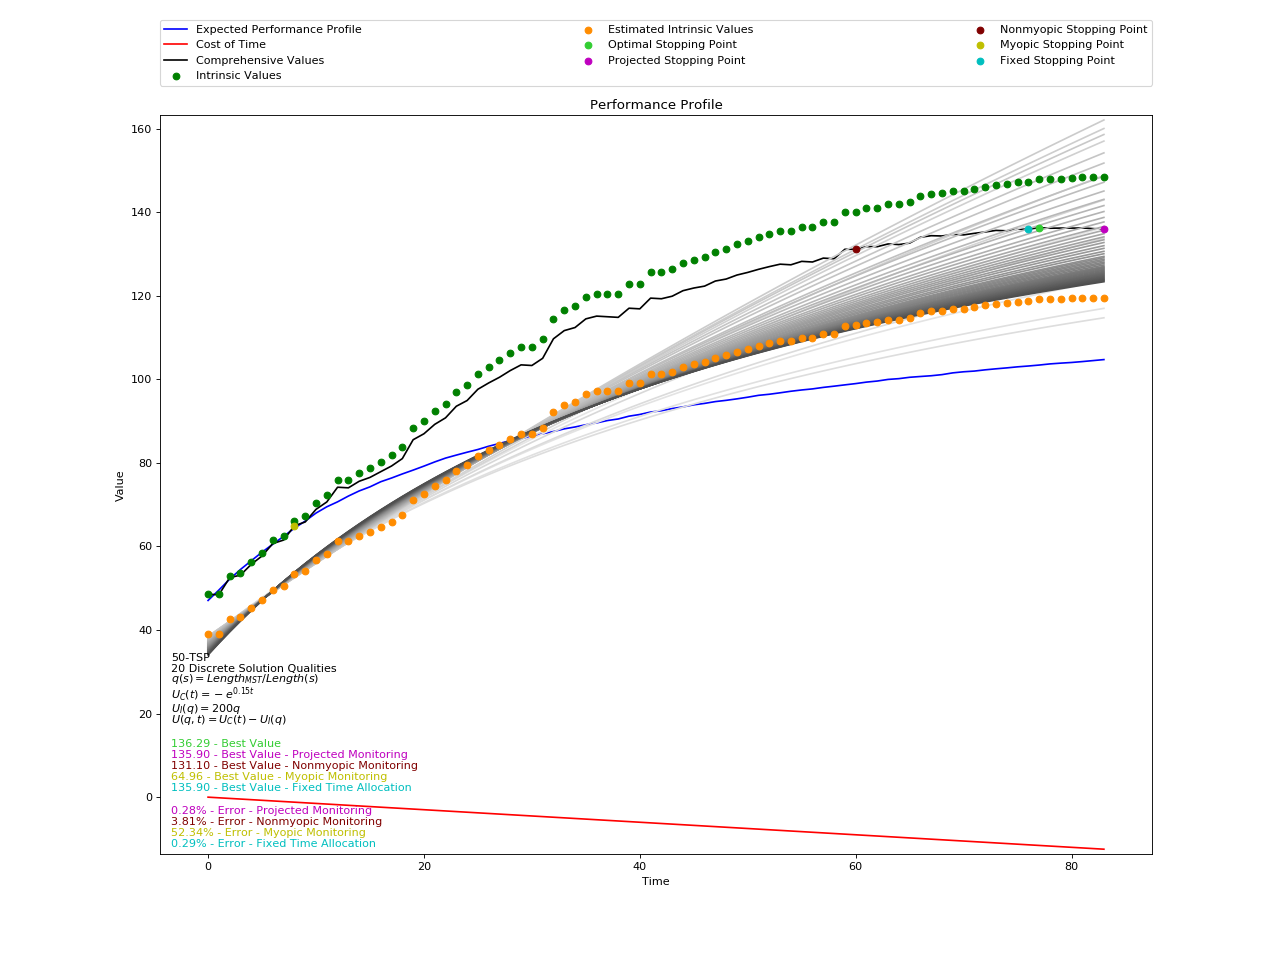 Expected Performance Profile
Cost of Time
Comprehensive Values
Intrinsic Values
Estimated Intrinsic Values
Optimal Stopping Point
Projected Stopping Point
Nonmyopic Stopping Point
Myopic Stopping Point
Fixed Stopping Point
Performance Profile
160
140
120
100
80
60
40
20
0
Value
50-TSP
20 Discrete Solution Qualities
q(s) = Length_{MST}/Length(s)
U_C(t) = −e^{0.15t}
U_I(q) = 200q
U(q, t) = U_C(t) − U_I(q)
136.29 - Best Value
135.90 - Best Value - Projected Monitoring
131.10 - Best Value - Nonmyopic Monitoring
64.96 - Best Value - Myopic Monitoring
135.90 - Best Value - Fixed Time Allocation
0.28% - Error - Projected Monitoring
3.81% - Error - Nonmyopic Monitoring
52.34% - Error - Myopic Monitoring
0.29% - Error - Fixed Time Allocation
0 20 40 60 80
Time